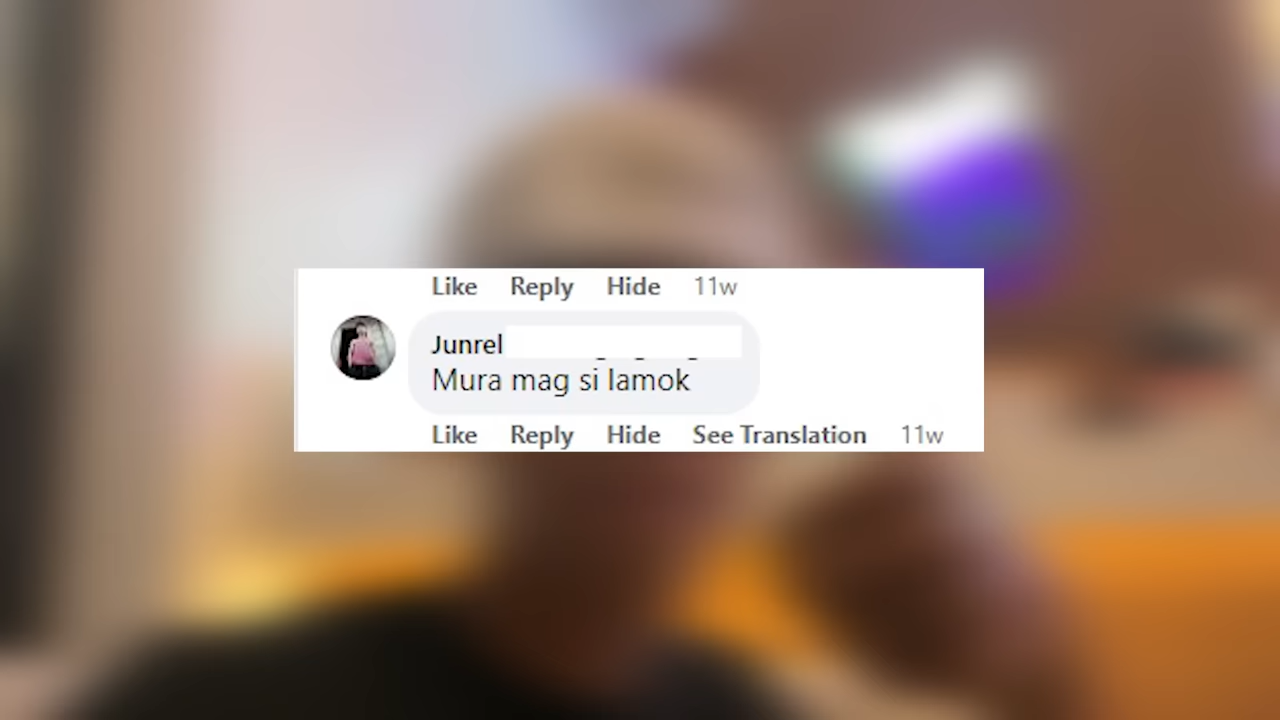 Like Reply Hide 11w
Junrel
Mura mag si lamok
Like Reply Hide See Translation 11w